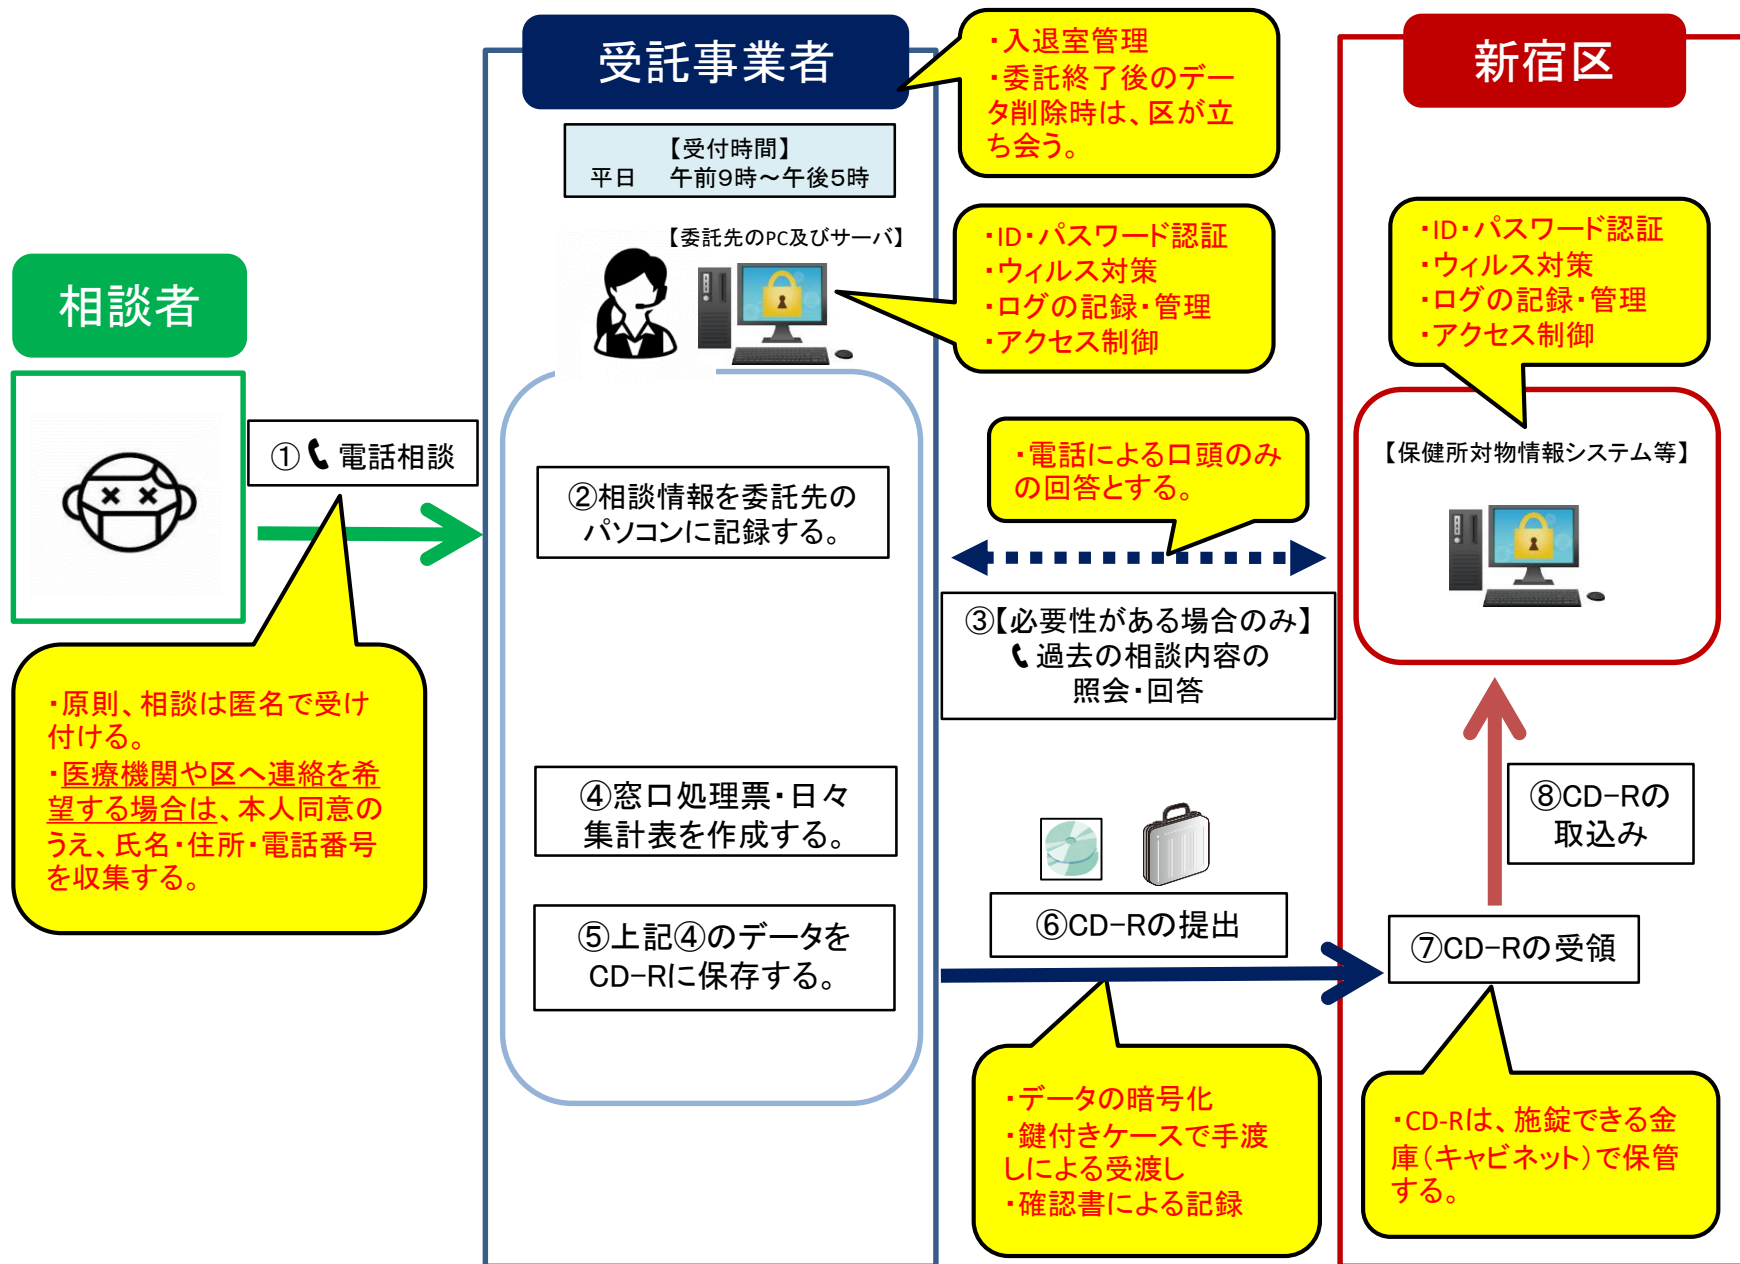 受託事業者
新宿区
・入退室管理
・委託終了後のデー
タ削除時は、区が立
ち会う。
【受付時間】
平日 午前9時～午後5時
【委託先のPC及びサーバ】
・ID・パスワード認証
・ウィルス対策
・ログの記録・管理
・アクセス制御
・ID・パスワード認証
・ウィルス対策
・ログの記録・管理
・アクセス制御
相談者
①電話相談
②相談情報を委託先の
パソコンに記録する。
・電話による口頭のみ
の回答とする。
【保健所対物情報システム等】
③【必要性がある場合のみ】
過去の相談内容の
照会・回答
・原則、相談は匿名で受け
付ける。
・医療機関や区へ連絡を希
望する場合は、本人同意の
うえ、氏名・住所・電話番号
を収集する。
④窓口処理票・日々
集計表を作成する。
⑧CD-Rの
取込み
⑤上記④のデータを
CD-Rに保存する。
⑥CD-Rの提出
⑦CD-Rの受領
・データの暗号化
・鍵付きケースで手渡
しによる受渡し
・確認書による記録
・CD-Rは、施錠できる金
庫（キャビネット）で保管
する。